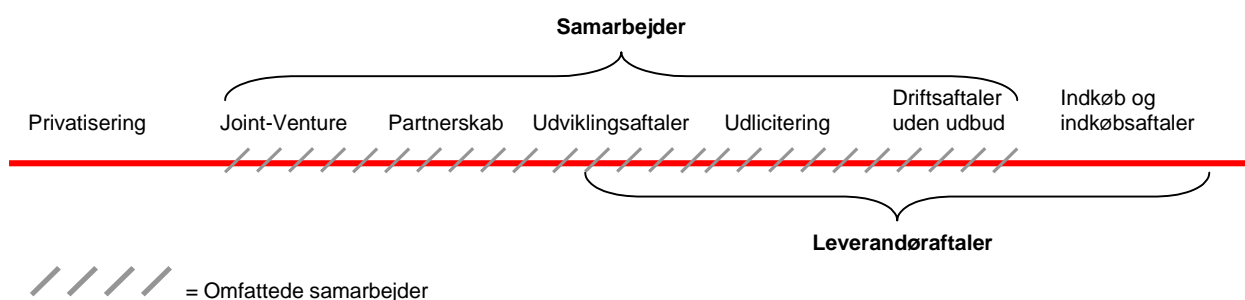 Samarbejder
Privatisering
Joint-Venture
Partnerskab
Udviklingsaftaler
Udlicitering
Driftsaftaler
uden udbud
Indkøb og
indkøbsaftaler
Leverandøraftaler
= Omfattede samarbejder